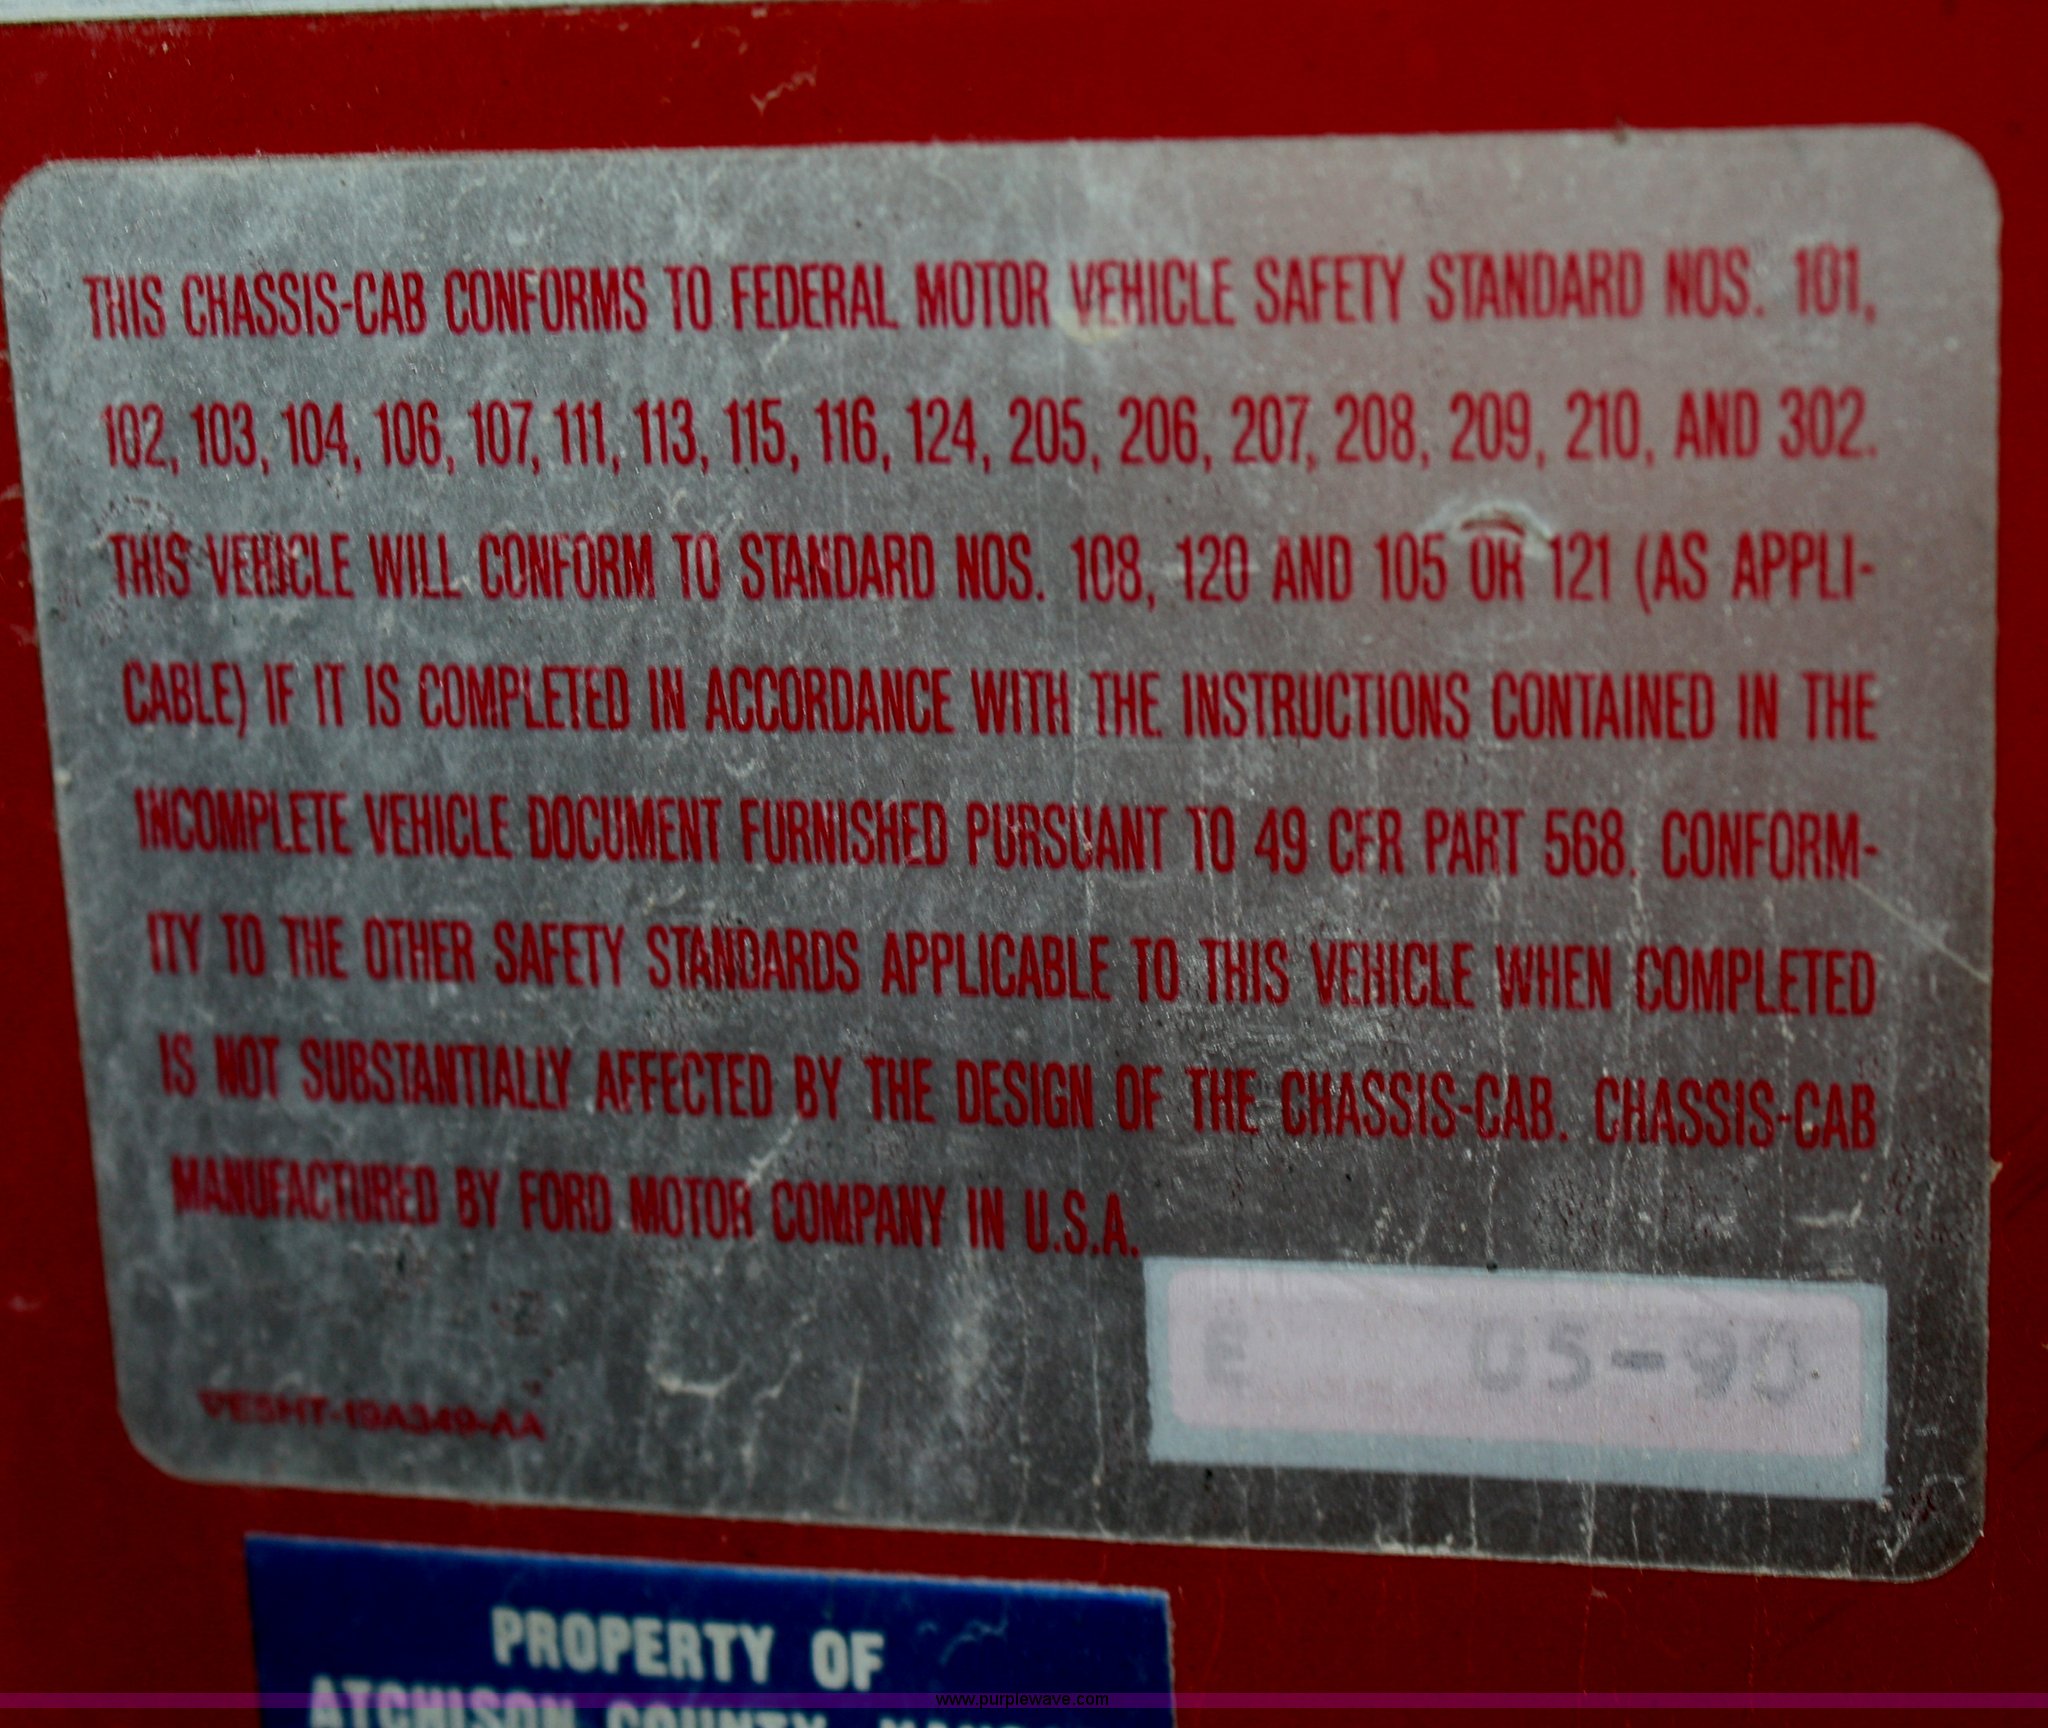 THIS CHASSIS-CAB CONFORMS TO FEDERAL MOTOR VEHICLE SAFETY STANDARD NOS. 101,
102, 103, 104, 106, 107, 111, 113, 115, 116, 124, 205, 206, 207, 208, 209, 210, AND 302.
THIS VEHICLE WILL CONFORM TO STANDARD NOS. 108, 120 AND 105 OR 121 (AS APPLI-
CABLE) IF IT IS COMPLETED IN ACCORDANCE WITH THE INSTRUCTIONS CONTAINED IN THE
INCOMPLETE VEHICLE DOCUMENT FURNISHED PURSUANT TO 49 CFR PART 568. CONFORM-
ITY TO THE OTHER SAFETY STANDARDS APPLICABLE TO THIS VEHICLE WHEN COMPLETED
IS NOT SUBSTANTIALLY AFFECTED BY THE DESIGN OF THE CHASSIS-CAB. CHASSIS-CAB
MANUFACTURED BY FORD MOTOR COMPANY IN U.S.A.
E 05-90
PROPERTY OF
ATCHISON COUNTY,
www.purplewave.com